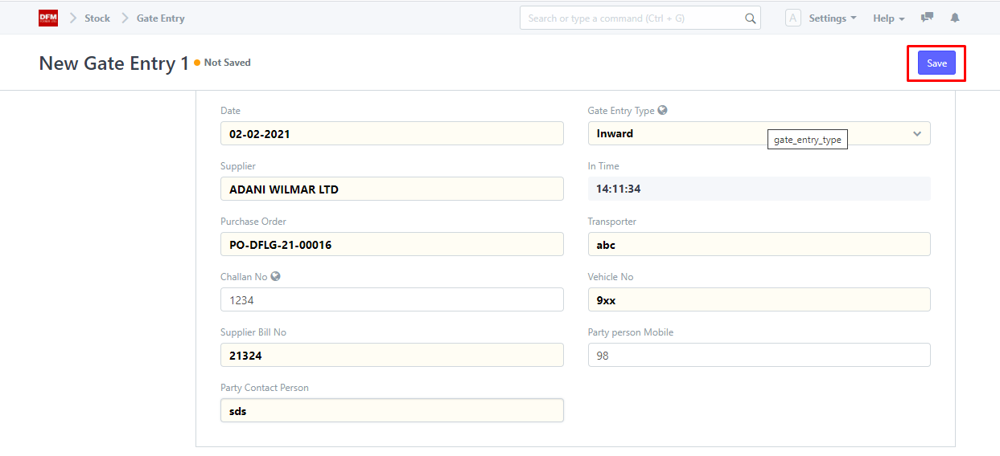 DFM
Stock
Gate Entry
Search or type a command (Ctrl + G)
A
Settings
Help
New Gate Entry 1
Not Saved
Save
Date
02-02-2021
Gate Entry Type
Inward
gate_entry_type
Supplier
ADANI WILMAR LTD
In Time
14:11:34
Purchase Order
PO-DFLG-21-00016
Transporter
abc
Challan No
1234
Vehicle No
9xx
Supplier Bill No
21324
Party person Mobile
98
Party Contact Person
sds